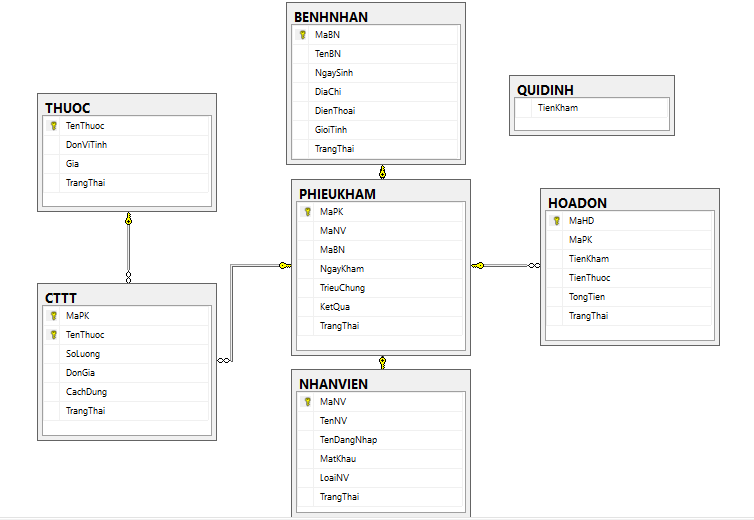 BENHNHAN
MaBN
TenBN
NgaySinh
DiaChi
DienThoai
GioiTinh
TrangThai
QUIDINH
TienKham
THUOC
TenThuoc
DonViTinh
Gia
TrangThai
PHIEUKHAM
MaPK
MaNV
MaBN
NgayKham
TrieuChung
KetQua
TrangThai
HOADON
MaHD
MaPK
TienKham
TienThuoc
TongTien
TrangThai
CTTT
MaPK
TenThuoc
SoLuong
DonGia
CachDung
TrangThai
NHANVIEN
MaNV
TenNV
TenDangNhap
MatKhau
LoaiNV
TrangThai